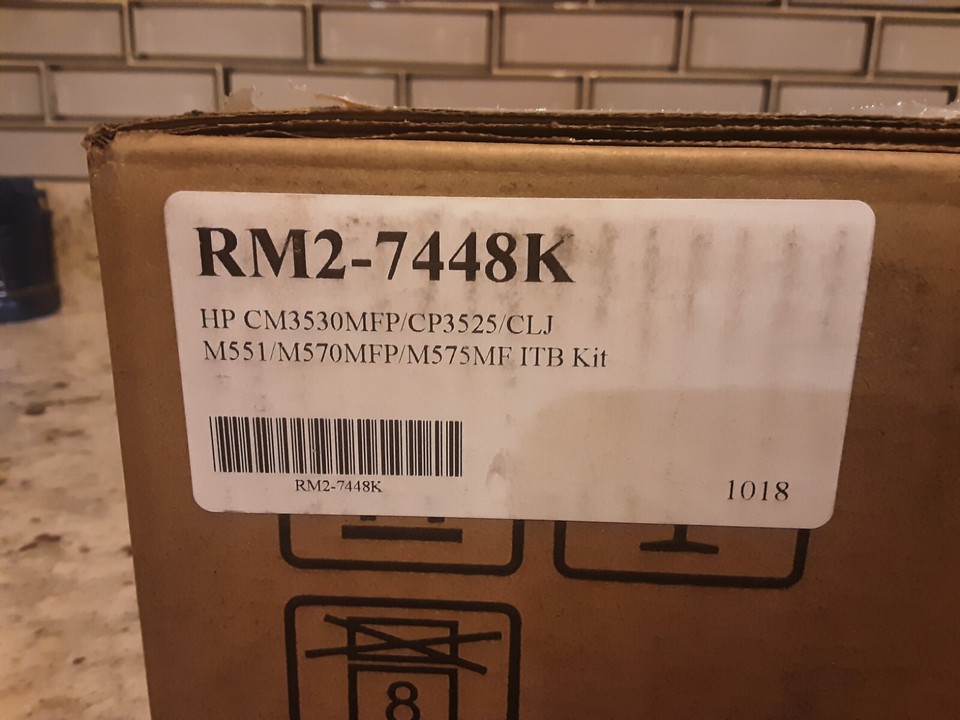 RM2-7448K
HP CM3530MFP/CP3525/CLJ
M551/M570MFP/M575MF ITB Kit
RM2-7448K
1018
8